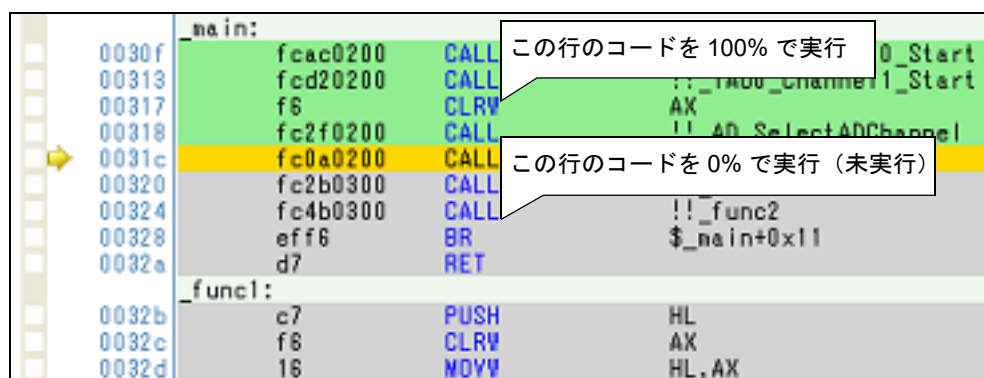 _main:
0030f fcac0200 CALL 0_Start
00313 fcd20200 CALL !!_TAU0_Channel1_Start
00317 f6 CLRW AX
00318 fc2f0200 CALL !!_AD_SelectADChannel
0031c fc0a0200 CALL
00320 fc2b0300 CALL
00324 fc4b0300 CALL !!_func2
00328 eff6 BR $_main+0x11
0032a d7 RET
_func1:
0032b c7 PUSH HL
0032c f6 CLRW AX
0032d 16 MOVW HL,AX
この行のコードを 100% で実行
この行のコードを 0% で実行（未実行）